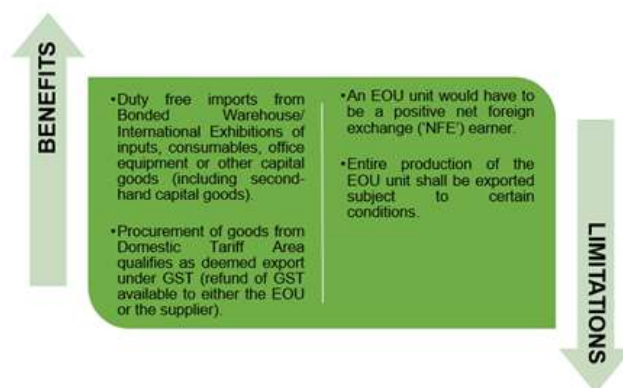 BENEFITS
•Duty free imports from
Bonded Warehouse/
International Exhibitions of
inputs, consumables, office
equipment or other capital
goods (including second-
hand capital goods).
•Procurement of goods from
Domestic Tariff Area
qualifies as deemed export
under GST (refund of GST
available to either the EOU
or the supplier).
•An EOU unit would have to
be a positive net foreign
exchange ('NFE') earner.
•Entire production of the
EOU unit shall be exported
subject to certain
conditions.
LIMITATIONS